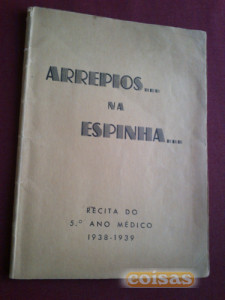 ARREPIOS...
NA
ESPINHA...
RECITA DO
5.º ANO MÉDICO
1938-1939
coisas